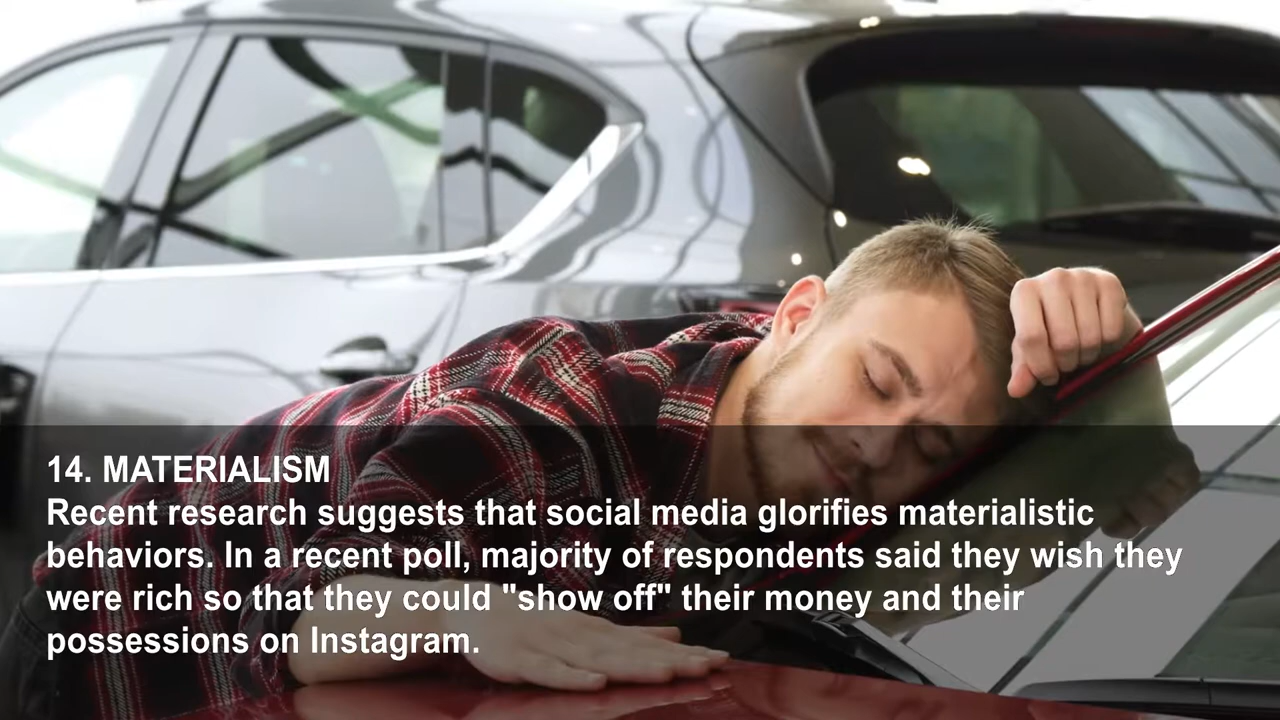 14. MATERIALISM
Recent research suggests that social media glorifies materialistic
behaviors. In a recent poll, majority of respondents said they wish they
were rich so that they could "show off" their money and their
possessions on Instagram.